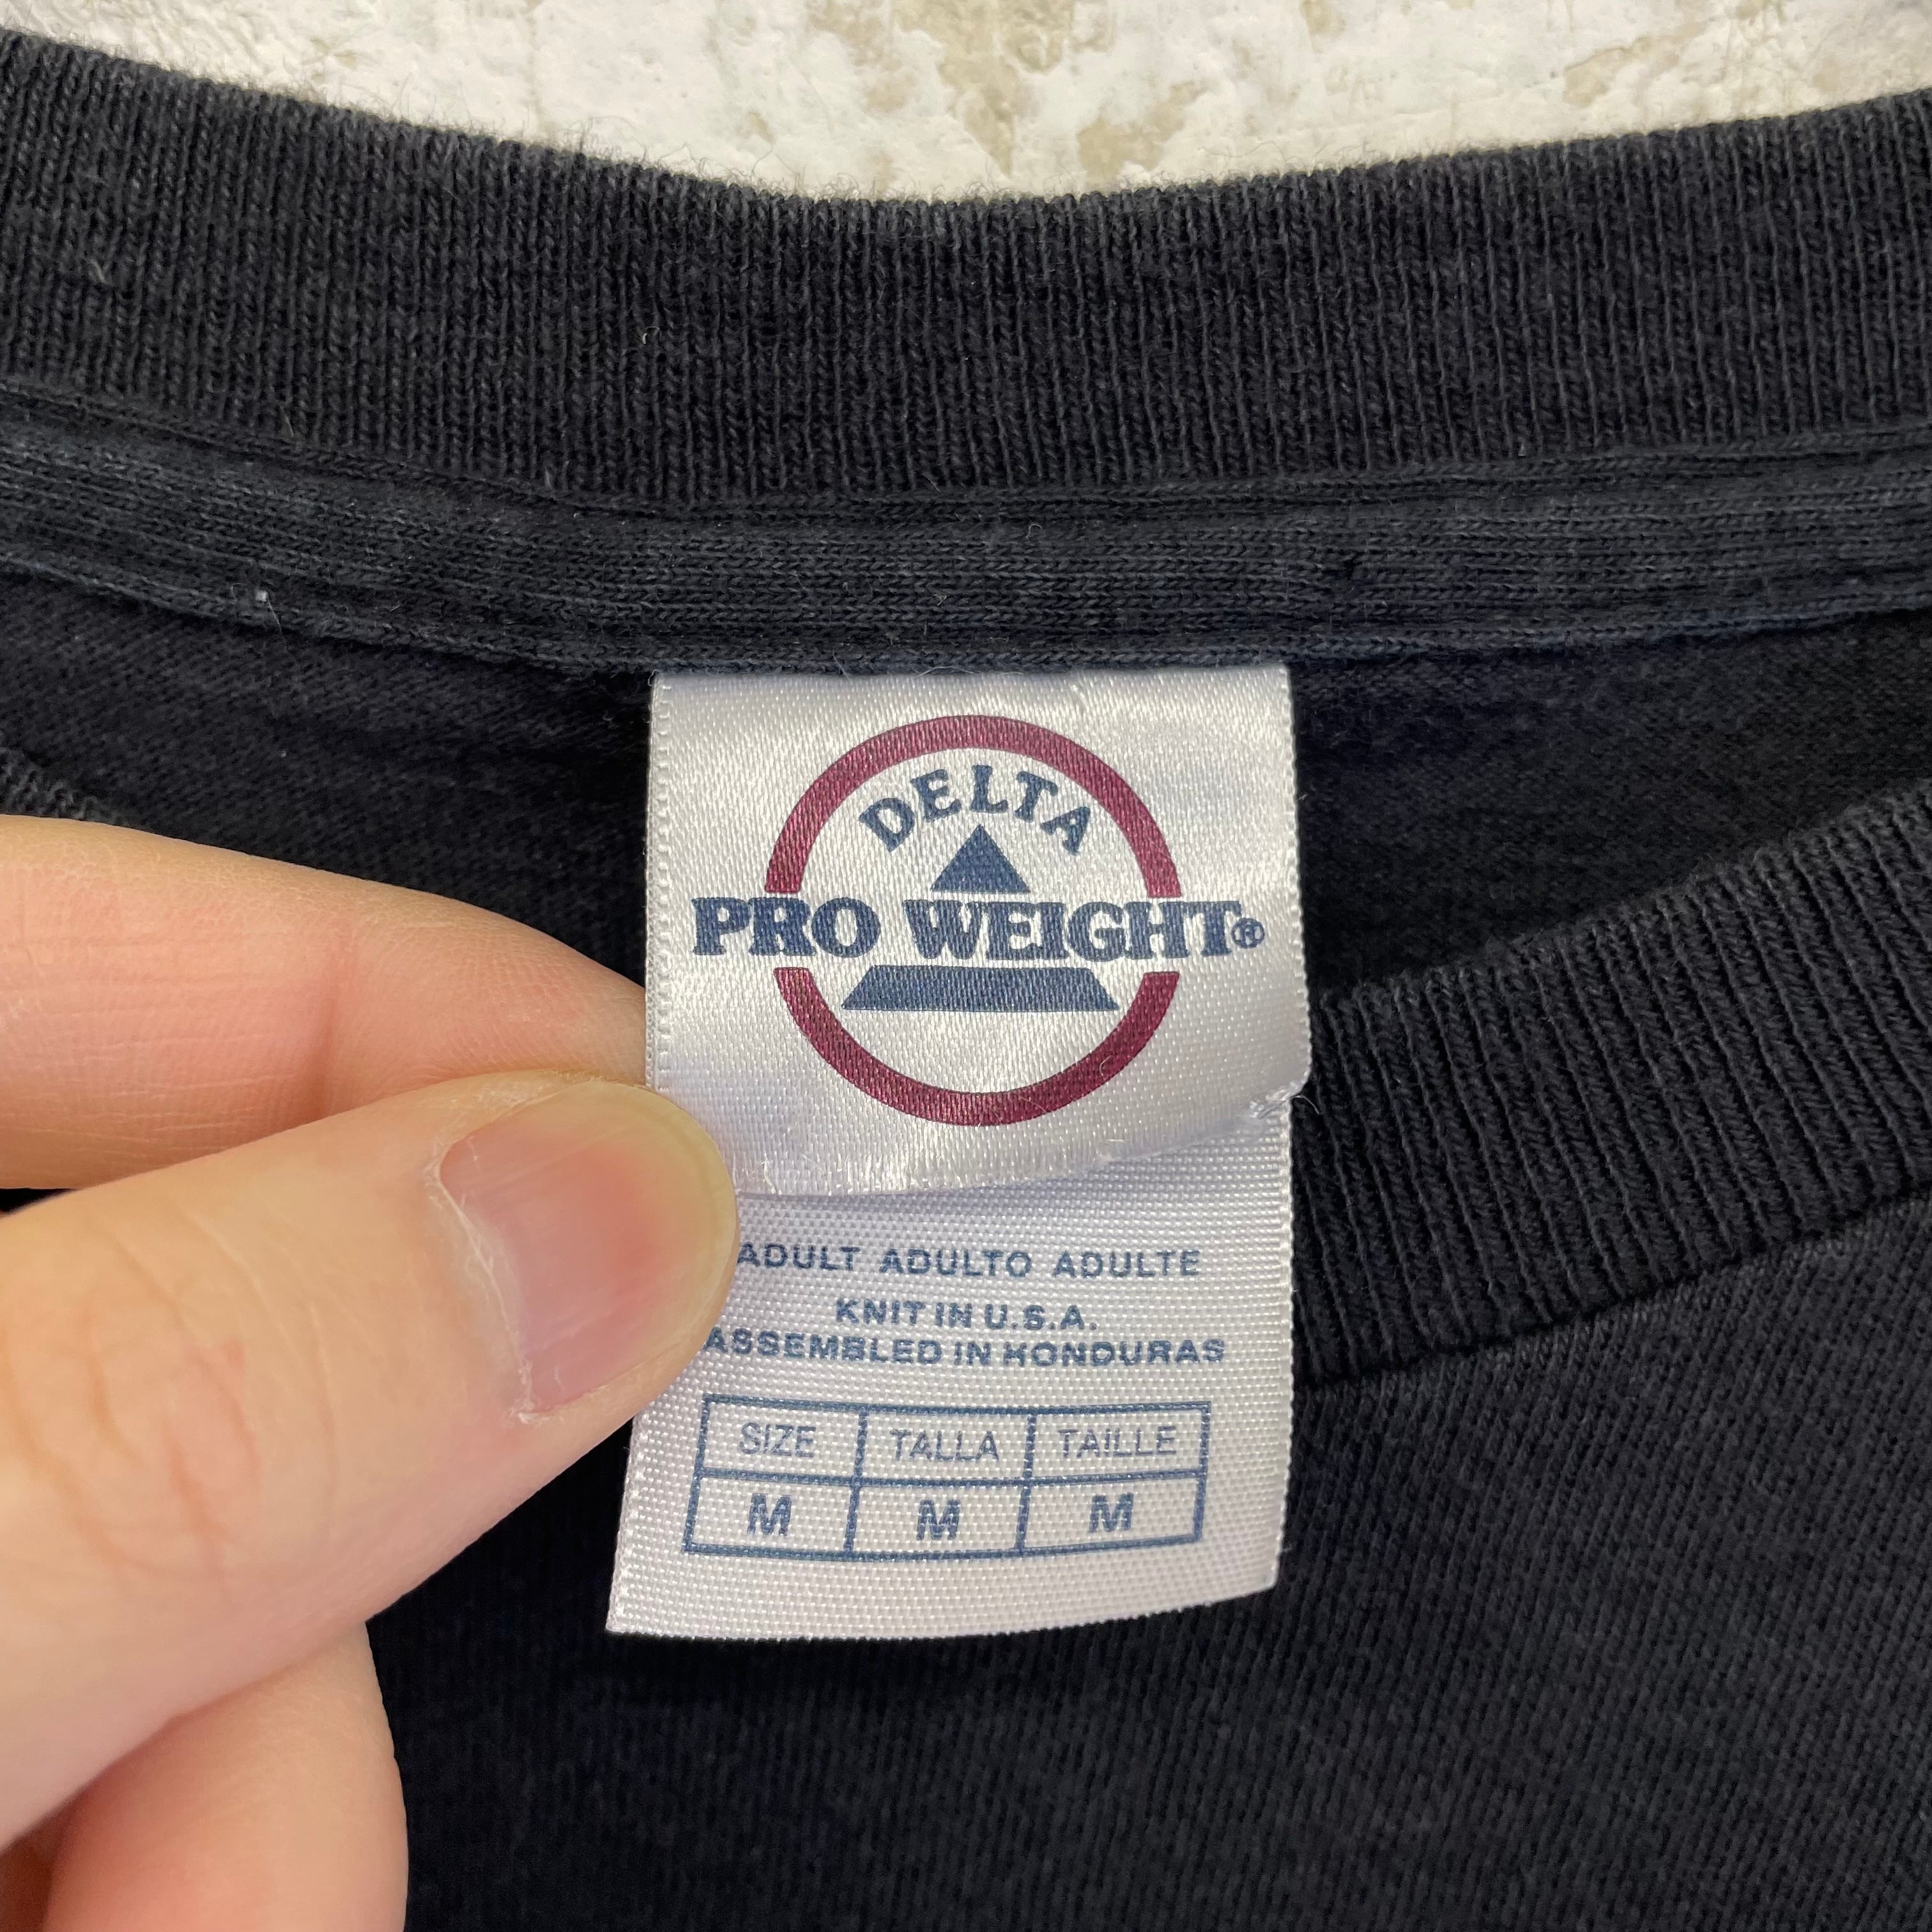 DELTA
PRO WEIGHT®
ADULT ADULTO ADULTE
KNIT IN U.S.A.
ASSEMBLED IN HONDURAS
SIZE TALLA TAILLE
M M M